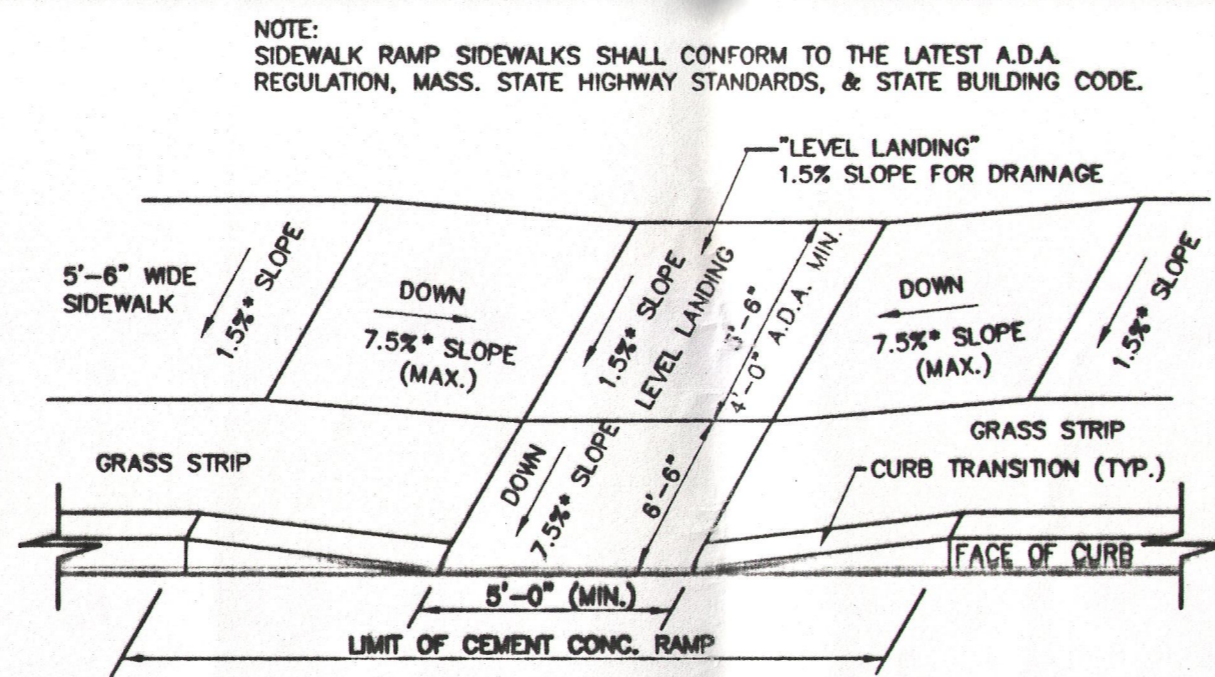 NOTE:
SIDEWALK RAMP SIDEWALKS SHALL CONFORM TO THE LATEST A.D.A.
REGULATION, MASS. STATE HIGHWAY STANDARDS, & STATE BUILDING CODE.
"LEVEL LANDING"
1.5% SLOPE FOR DRAINAGE
5'-6" WIDE
SIDEWALK
1.5%* SLOPE
DOWN
7.5%* SLOPE
(MAX.)
1.5%* SLOPE
LEVEL LANDING
4'-0" A.D.A. MIN.
DOWN
7.5%* SLOPE
(MAX.)
1.5%* SLOPE
GRASS STRIP
DOWN
7.5%* SLOPE
6'-6"
GRASS STRIP
CURB TRANSITION (TYP.)
FACE OF CURB
5'-0" (MIN.)
LIMIT OF CEMENT CONC. RAMP